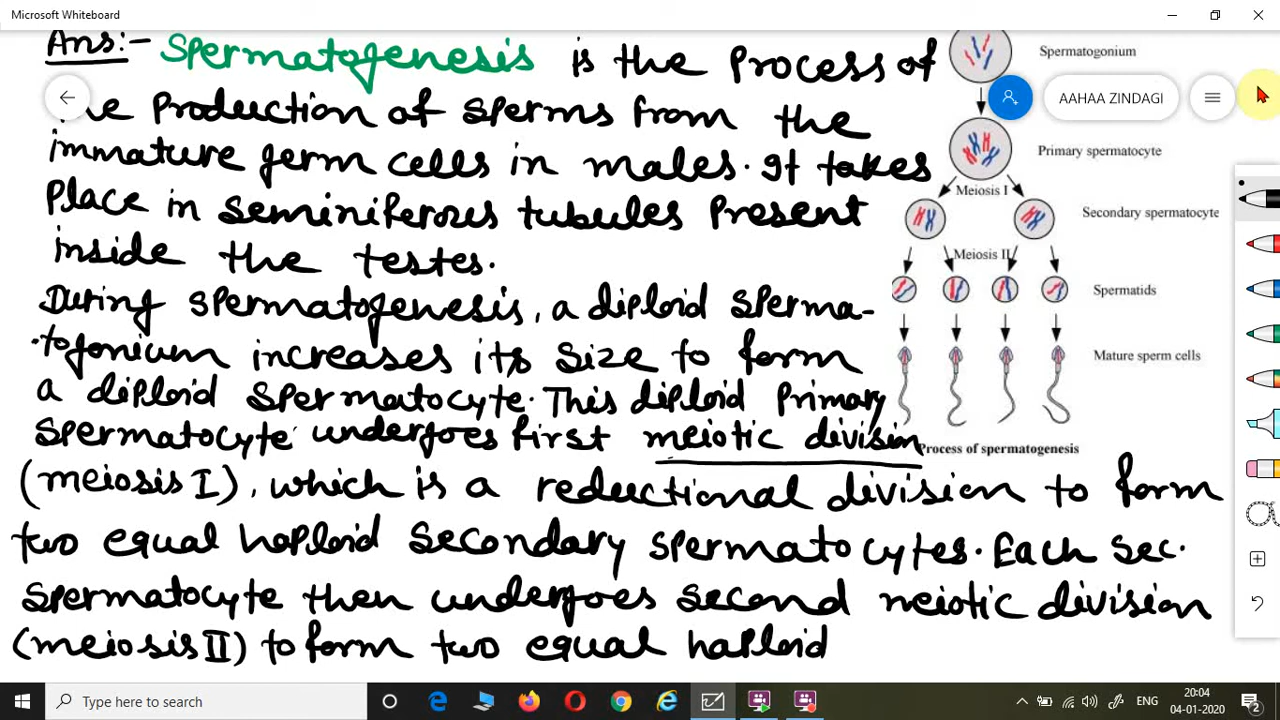 Microsoft Whiteboard
Ans:- Spermatogenesis is the Process of
the Production of sperms from the
immature germ cells in males. It takes
Place in seminiferous tubules Present
inside the testes.
During spermatogenesis, a diploid sperma-
-togonium increases its size to form
a diploid spermatocyte. This diploid Primary
spermatocyte undergoes first meiotic division
(meiosis I), which is a reductional division to form
two equal haploid secondary spermatocytes. Each sec.
spermatocyte then undergoes second meiotic division
(meiosis II) to form two equal haploid
Spermatogonium
AAHAA ZINDAGI
Primary spermatocyte
Meiosis I
Secondary spermatocyte
Meiosis II
Spermatids
Mature sperm cells
Process of spermatogenesis
Type here to search
ENG
20:04
04-01-2020
2